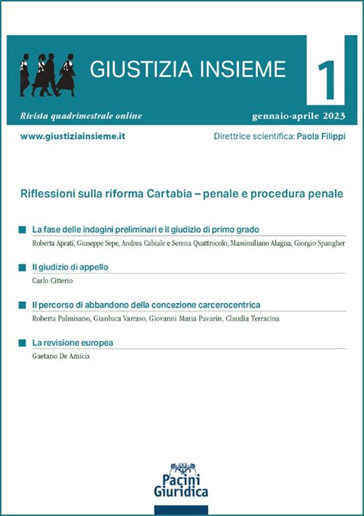 GIUSTIZIA INSIEME
1
Rivista quadrimestrale online
gennaio-aprile 2023
www.giustiziainsieme.it
Direttrice scientifica: Paola Filippi
Riflessioni sulla riforma Cartabia – penale e procedura penale
La fase delle indagini preliminari e il giudizio di primo grado
Roberta Aprati, Giuseppe Sepe, Andrea Cabiale e Serena Quattrocolo, Massimiliano Alagna, Giorgio Spangher
Il giudizio di appello
Carlo Citterio
Il percorso di abbandono della concezione carcerocentrica
Roberta Palmisano, Gianluca Varraso, Giovanni Maria Pavarin, Claudia Terracina
La revisione europea
Gaetano De Amicis
Pacini
Giuridica